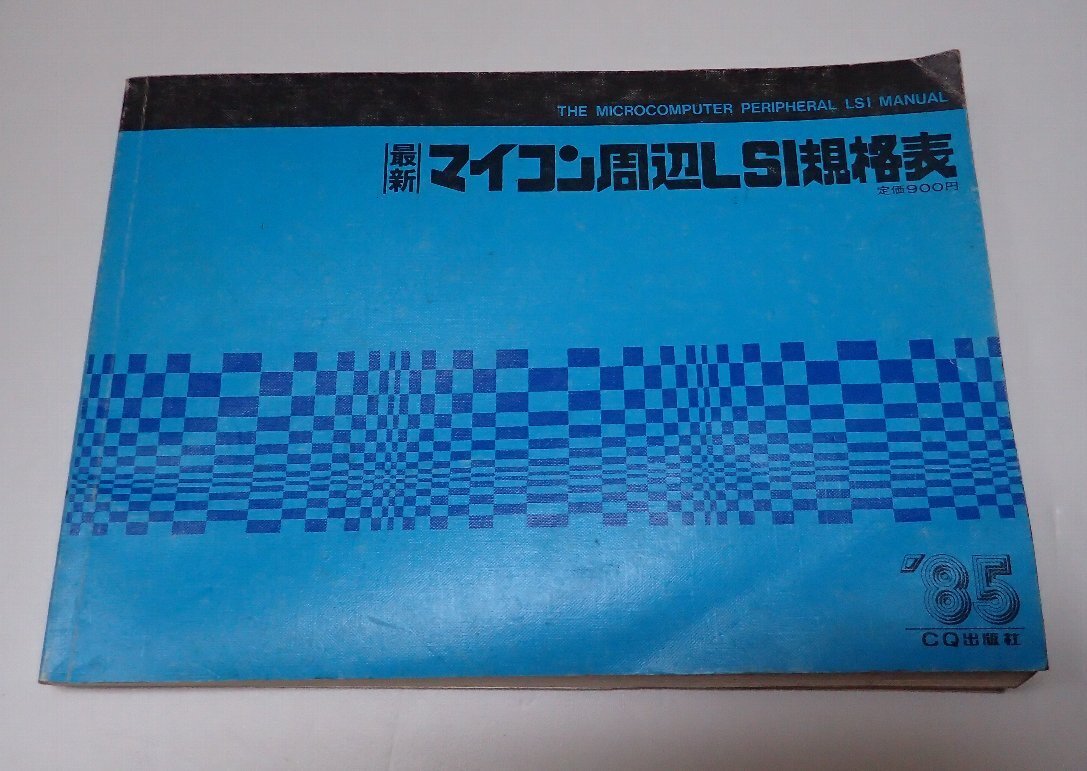 THE MICROCOMPUTER PERIPHERAL LSI MANUAL
最新 マイコン周辺LSI規格表
定価900円
'85
CQ出版社